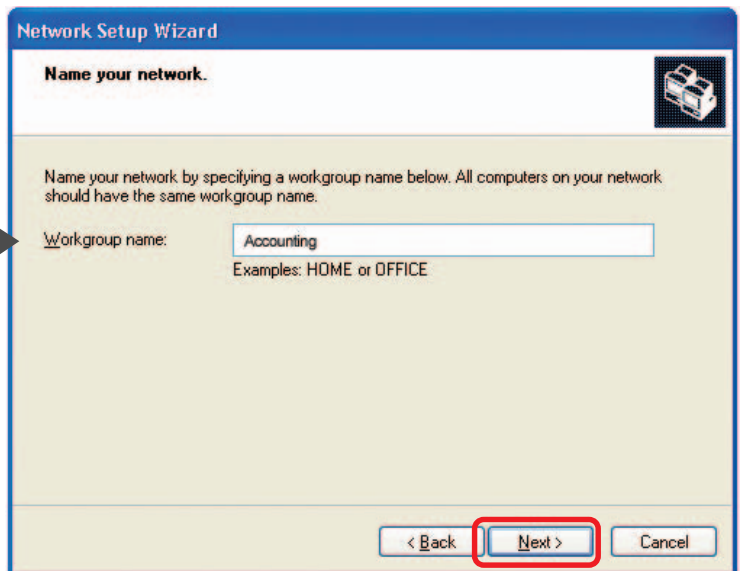 Network Setup Wizard
Name your network.
Name your network by specifying a workgroup name below. All computers on your network
should have the same workgroup name.
Workgroup name: Accounting
Examples: HOME or OFFICE
< Back Next > Cancel